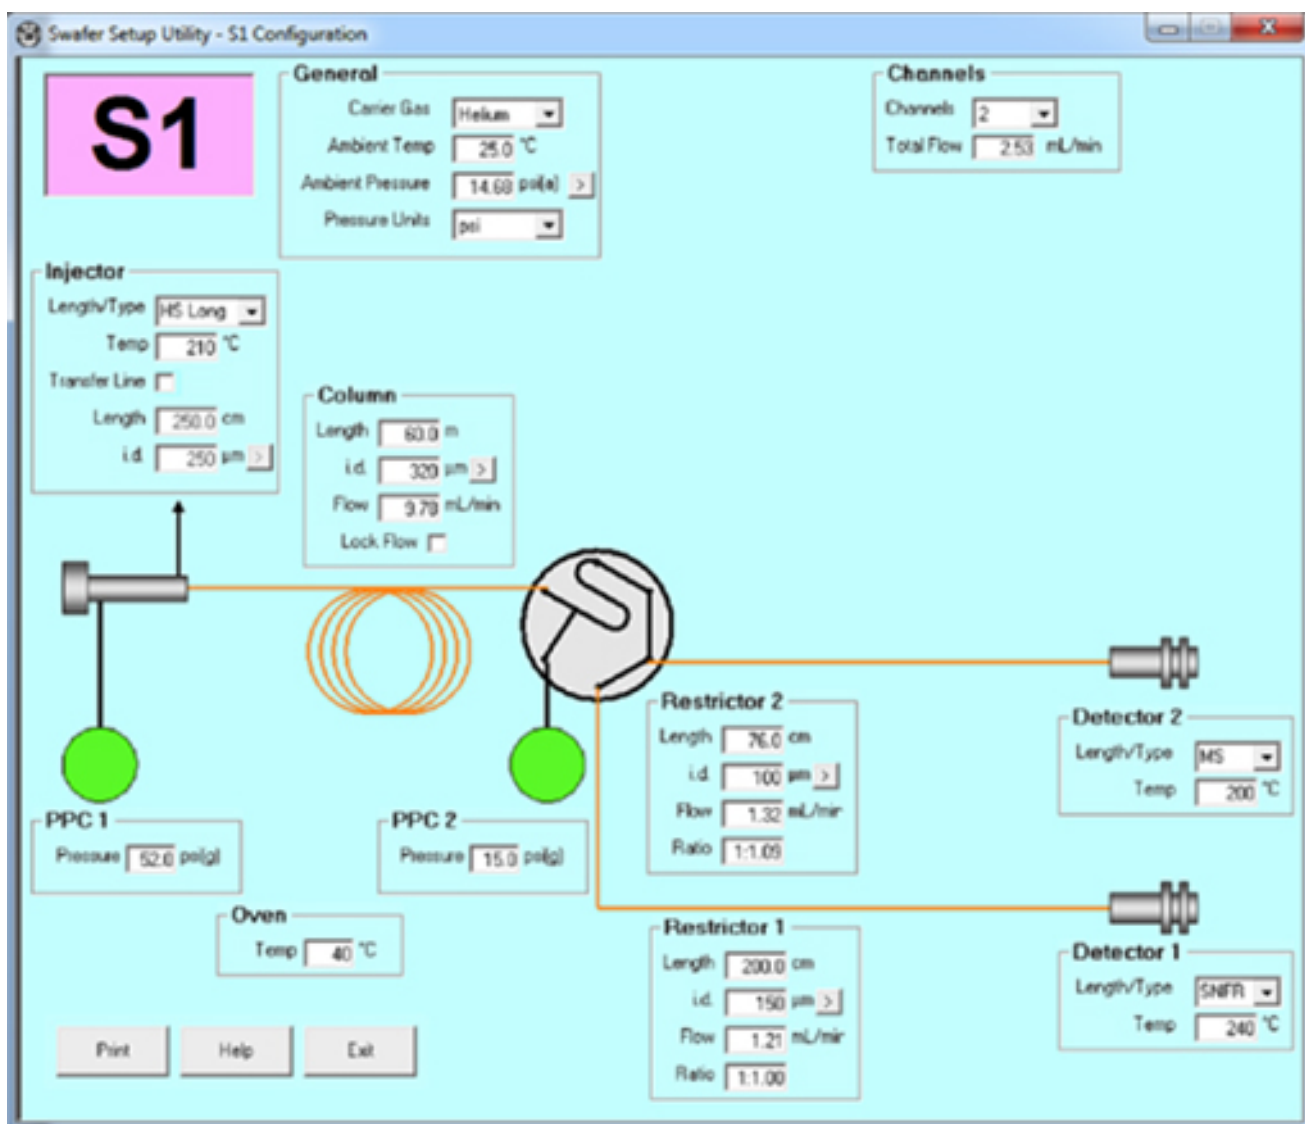 Swafer Setup Utility - S1 Configuration
S1
General
Carrier Gas Helium
Ambient Temp 25.0 °C
Ambient Pressure 14.68 psi(a) >
Pressure Units psi
Channels
Channels 2
Total Flow 2.53 mL/min
Injector
Length/Type HS Long
Temp 210 °C
Transfer Line
Length 250.0 cm
i.d. 250 µm >
Column
Length 60.0 m
i.d. 320 µm >
Flow 9.78 mL/min
Lock Flow
PPC 1
Pressure 52.0 psi(g)
PPC 2
Pressure 15.0 psi(g)
Oven
Temp 40 °C
Restrictor 2
Length 76.0 cm
i.d. 100 µm >
Flow 1.32 mL/min
Ratio 1:1.09
Detector 2
Length/Type MS
Temp 200 °C
Restrictor 1
Length 200.0 cm
i.d. 150 µm >
Flow 1.21 mL/min
Ratio 1:1.00
Detector 1
Length/Type SNFR
Temp 240 °C
Print Help Exit